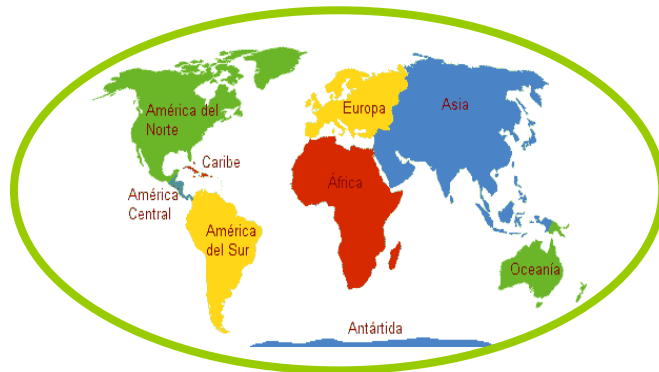 América del
Norte
Europa
Asia
Caribe
África
América
Central
América
del Sur
Oceanía
Antártida